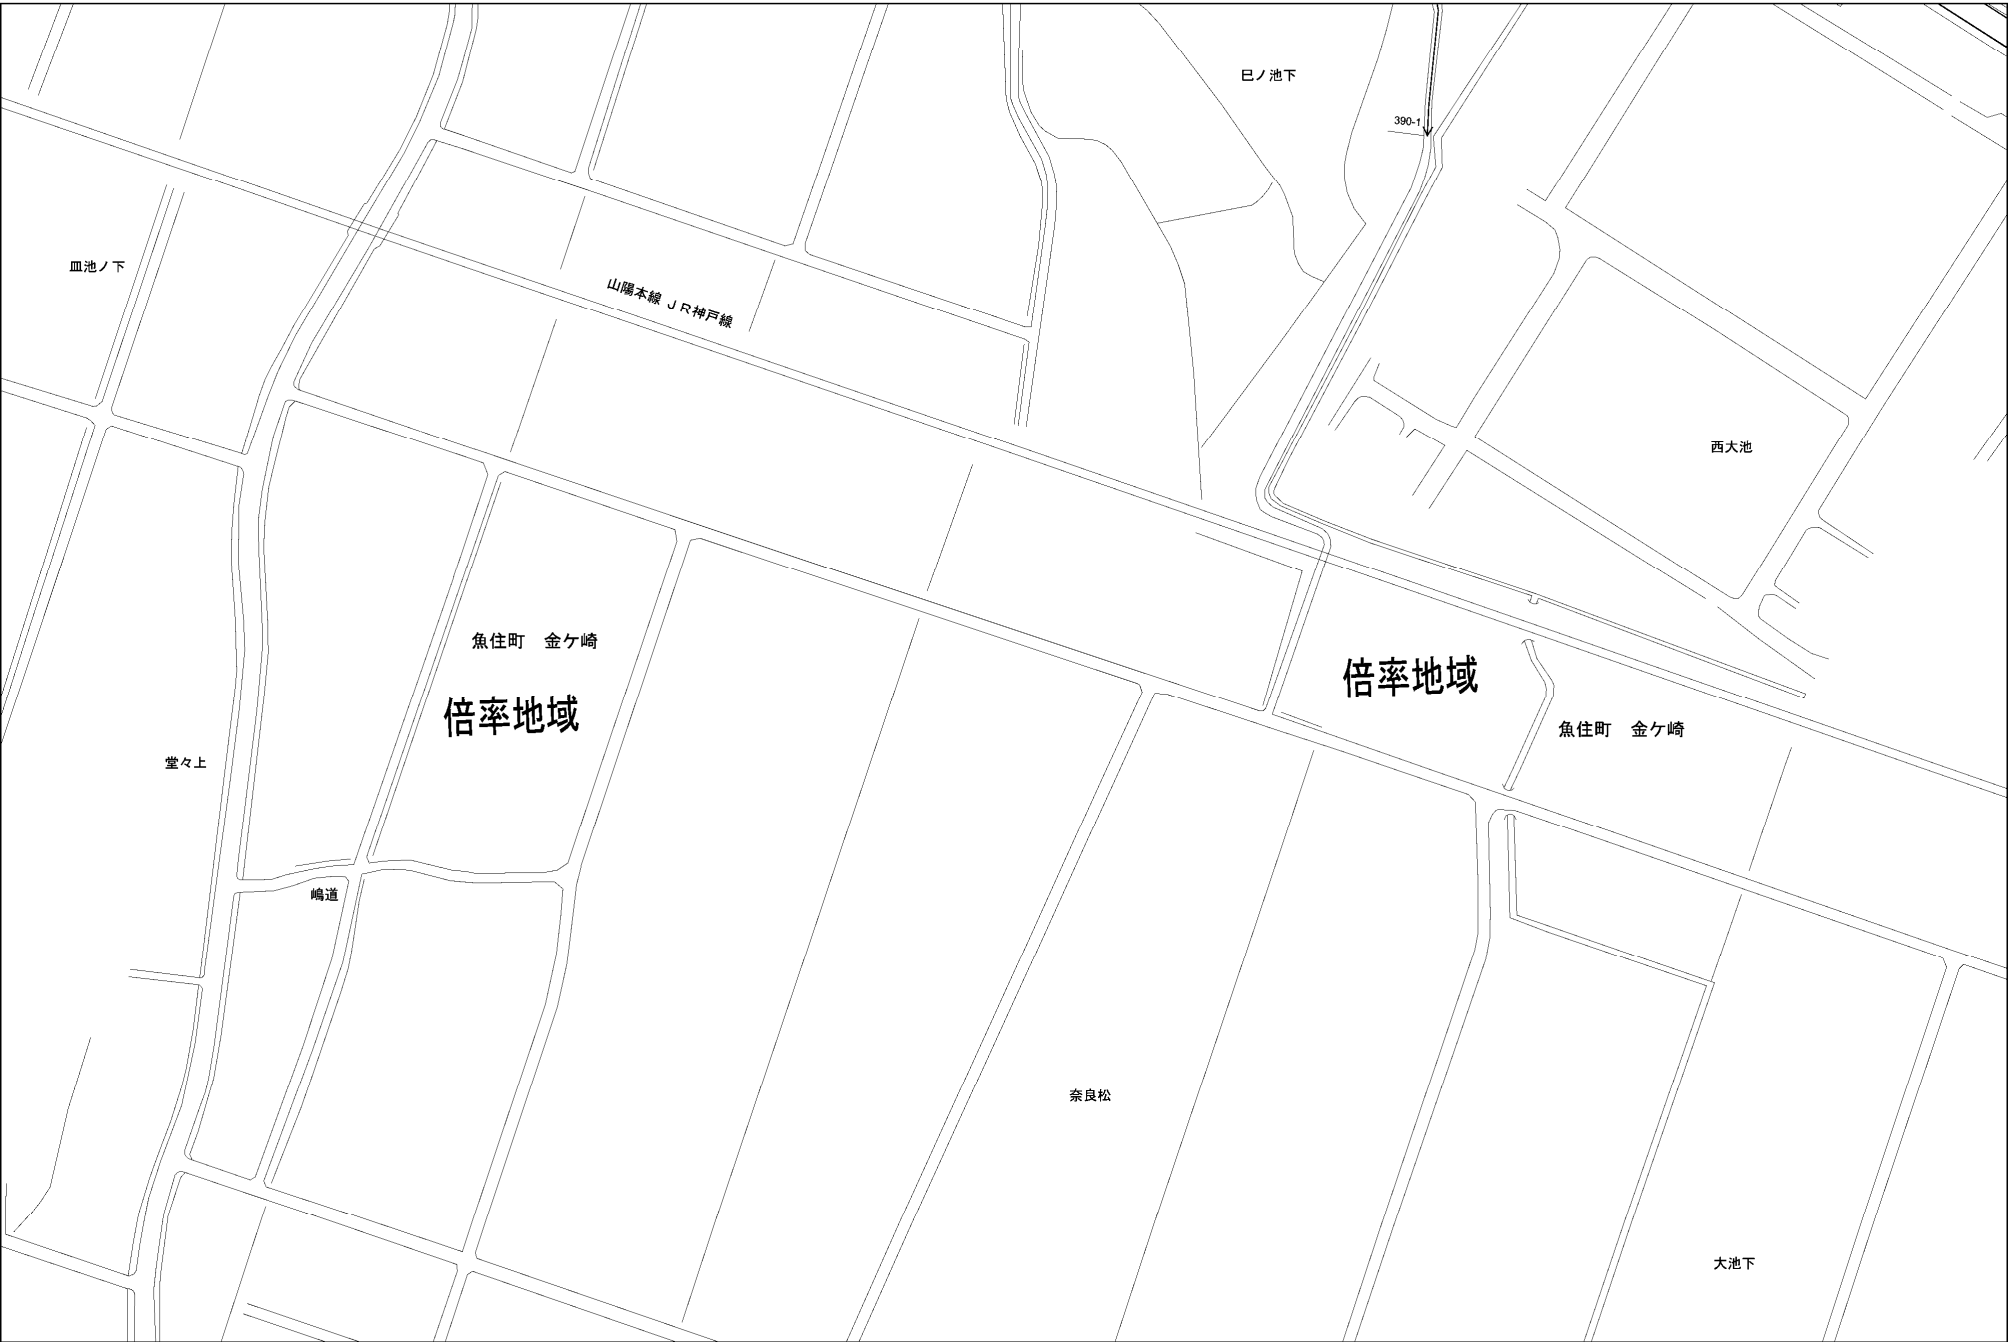 巳ノ池下
390-1
皿池ノ下
山陽本線 ＪＲ神戸線
西大池
魚住町　金ケ崎
倍率地域
倍率地域
魚住町　金ケ崎
堂々上
嶋道
奈良松
大池下